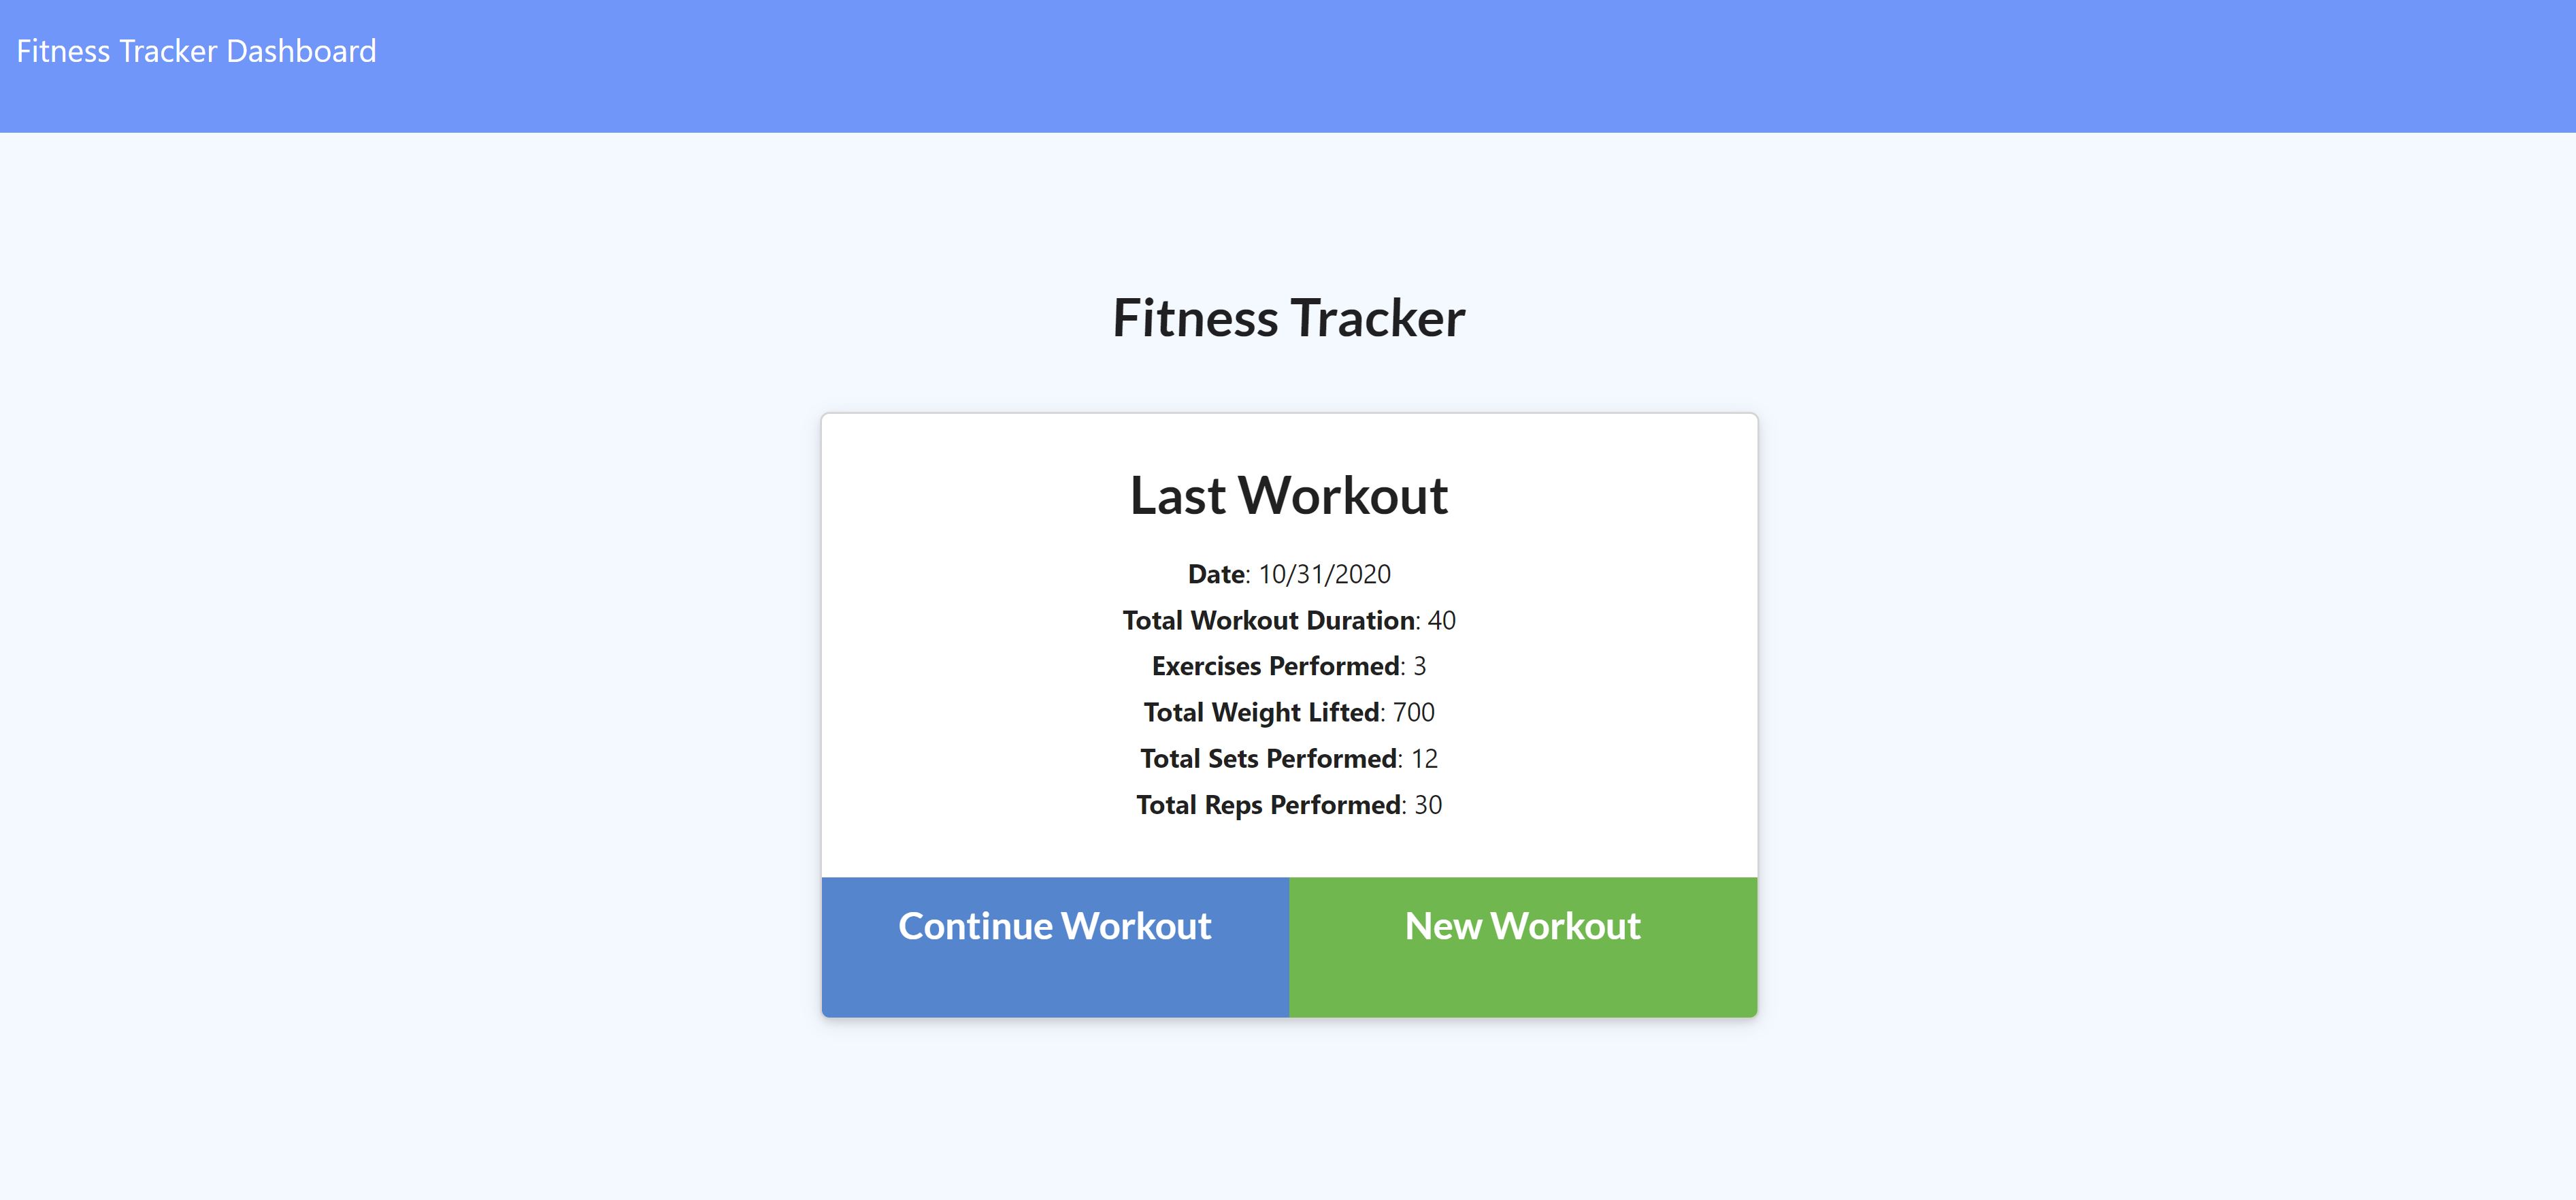 Fitness Tracker Dashboard
Fitness Tracker
Last Workout
Date: 10/31/2020
Total Workout Duration: 40
Exercises Performed: 3
Total Weight Lifted: 700
Total Sets Performed: 12
Total Reps Performed: 30
Continue Workout
New Workout